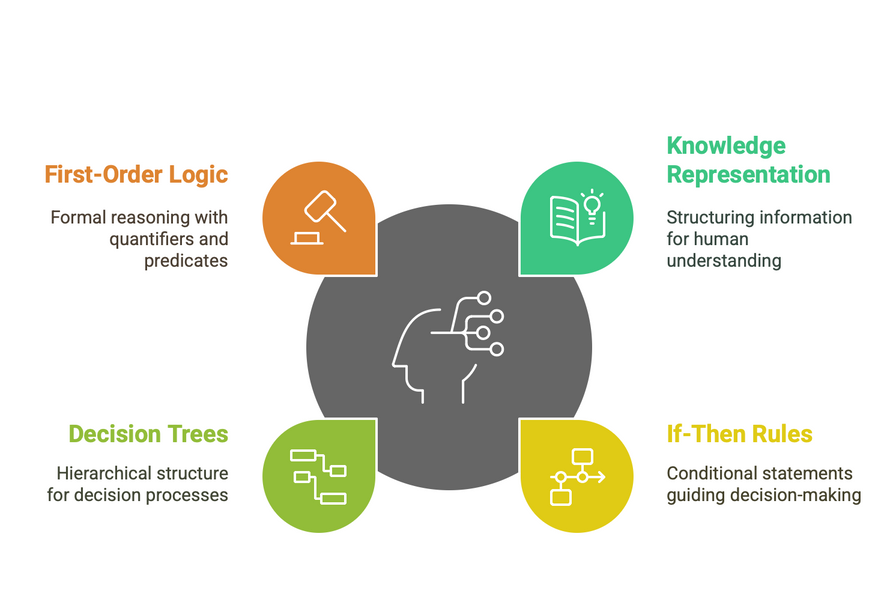 First-Order Logic
Formal reasoning with
quantifiers and
predicates
Knowledge
Representation
Structuring information
for human
understanding
Decision Trees
Hierarchical structure
for decision processes
If-Then Rules
Conditional statements
guiding decision-making